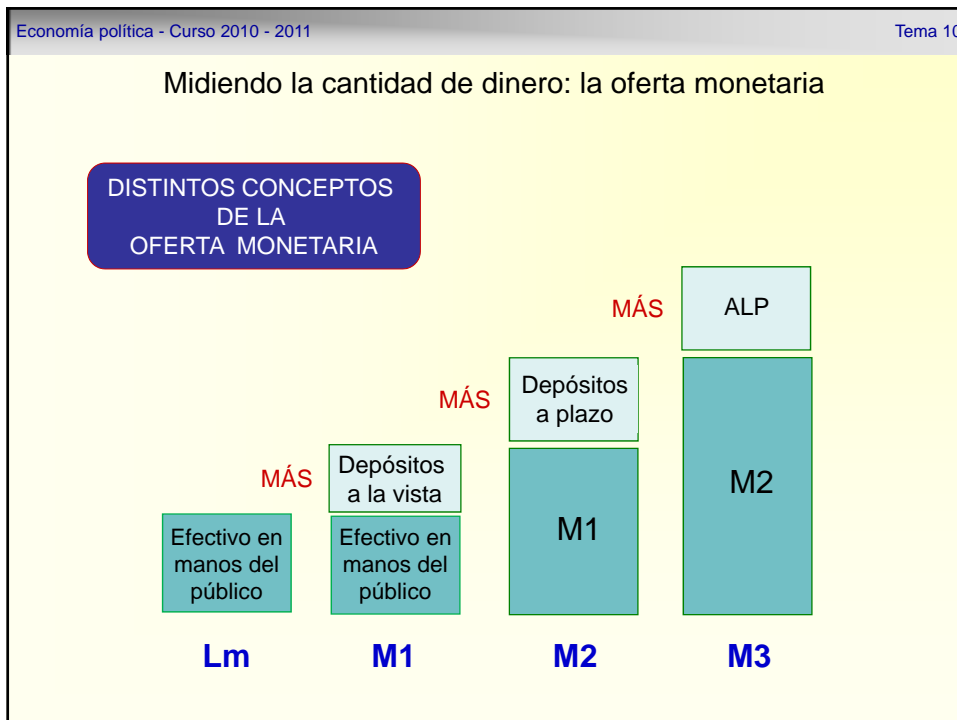 Economía política - Curso 2010 - 2011
Tema 10
Midiendo la cantidad de dinero: la oferta monetaria
DISTINTOS CONCEPTOS
DE LA
OFERTA MONETARIA
MÁS
ALP
MÁS
Depósitos
a plazo
MÁS
Depósitos
a la vista
M2
M1
Efectivo en
manos del
público
Efectivo en
manos del
público
Lm
M1
M2
M3